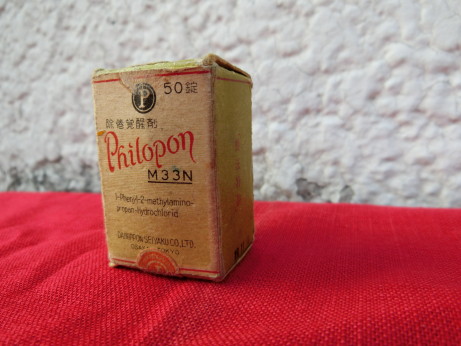 P
50錠
除倦覚醒剤
Philopon
M33N
1-Phenyl-2-methylamino-
propan-hydrochlorid
DAINIPPON SEIYAKU CO., LTD.
OSAKA TOKYO